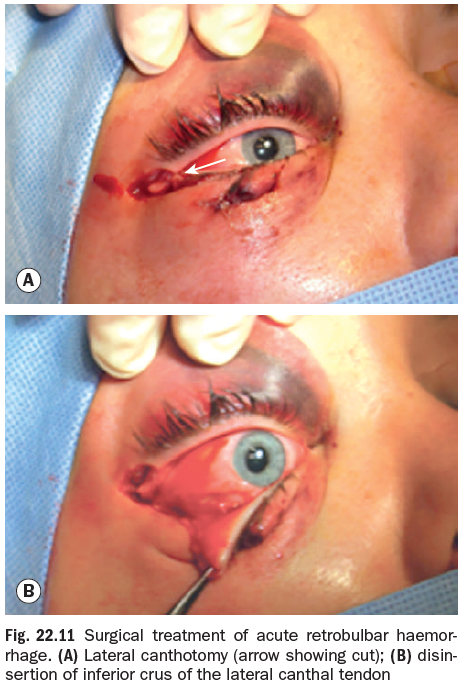 A
B
Fig. 22.11 Surgical treatment of acute retrobulbar haemor-
rhage. (A) Lateral canthotomy (arrow showing cut); (B) disin-
sertion of inferior crus of the lateral canthal tendon